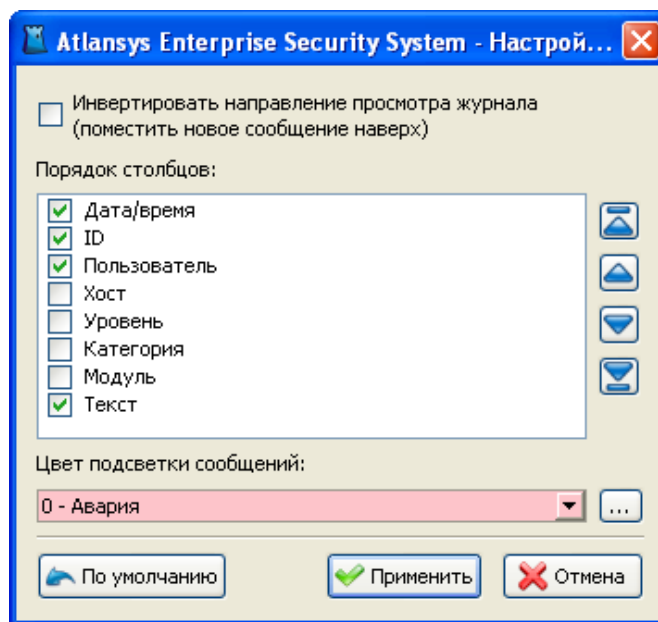 Atlansys Enterprise Security System - Настрой...
Инвертировать направление просмотра журнала
(поместить новое сообщение наверх)
Порядок столбцов:
Дата/время
ID
Пользователь
Хост
Уровень
Категория
Модуль
Текст
Цвет подсветки сообщений:
0 - Авария
...
По умолчанию
Применить
Отмена